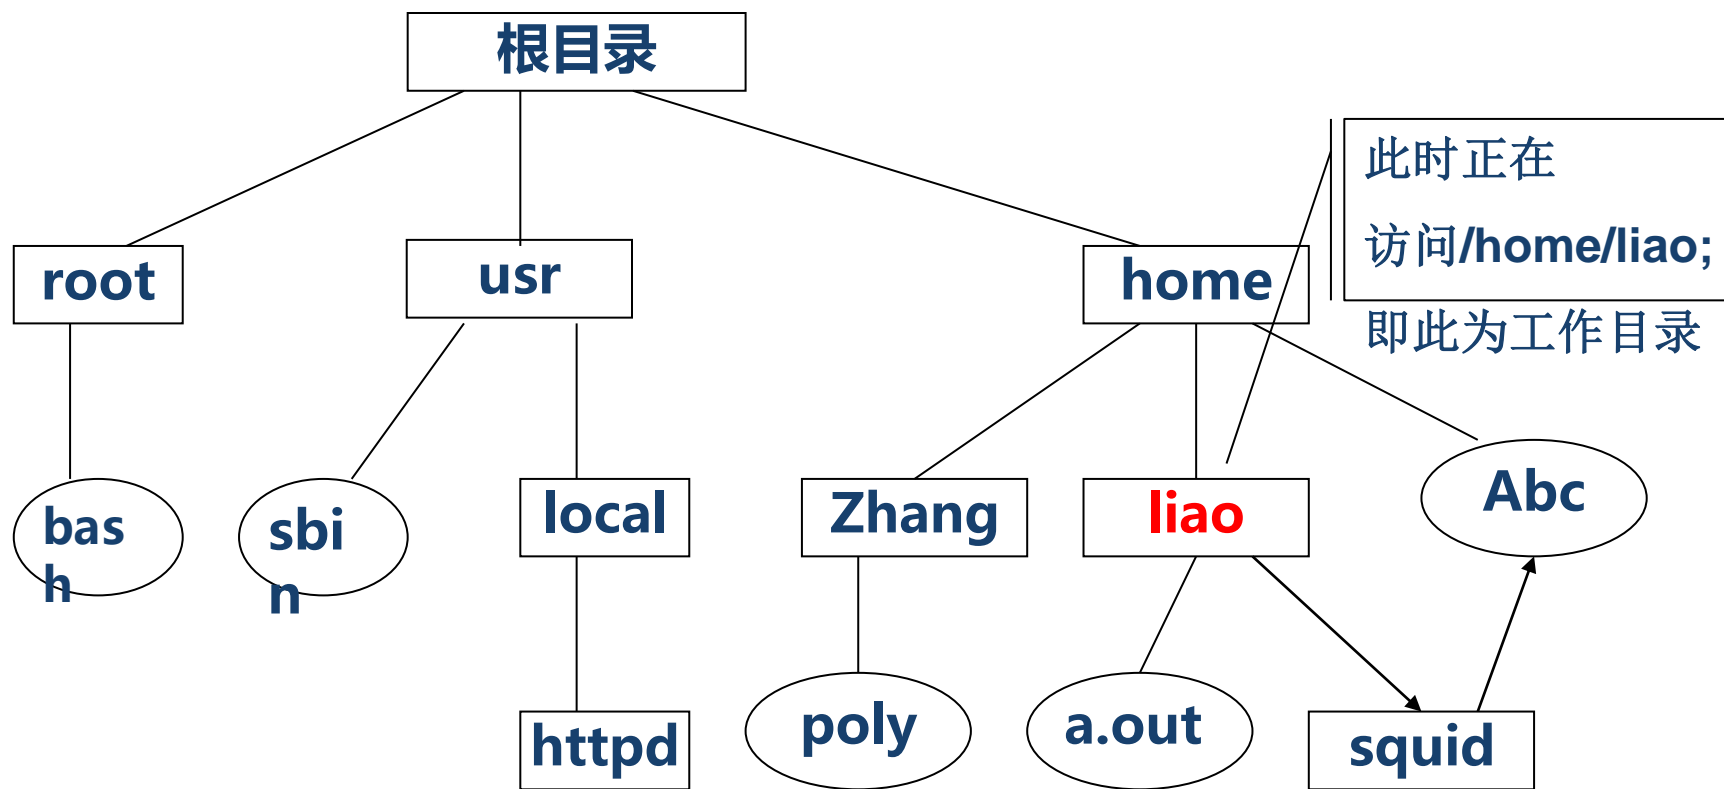 根目录
此时正在
访问/home/liao;
即此为工作目录
root
usr
home
bas
h
sbi
n
local
Zhang
liao
Abc
httpd
poly
a.out
squid